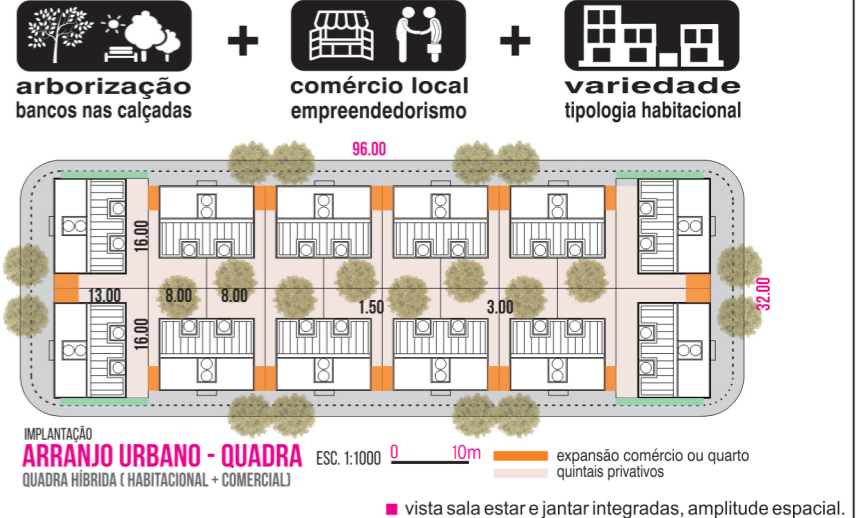 + +
arborização
bancos nas calçadas
comércio local
empreendedorismo
variedade
tipologia habitacional
96.00
16.00
13.00 8.00 8.00 1.50 3.00
32.00
16.00
IMPLANTAÇÃO
ARRANJO URBANO - QUADRA ESC. 1:1000 0 10m
QUADRA HÍBRIDA ( HABITACIONAL + COMERCIAL)
expansão comércio ou quarto
quintais privativos
■ vista sala estar e jantar integradas, amplitude espacial.